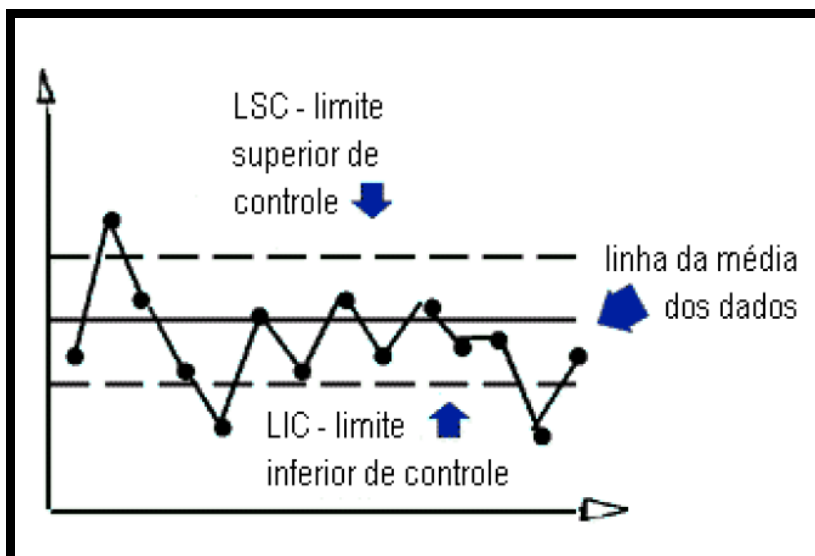 LSC - limite
superior de
controle
linha da média
dos dados
LIC - limite
inferior de controle